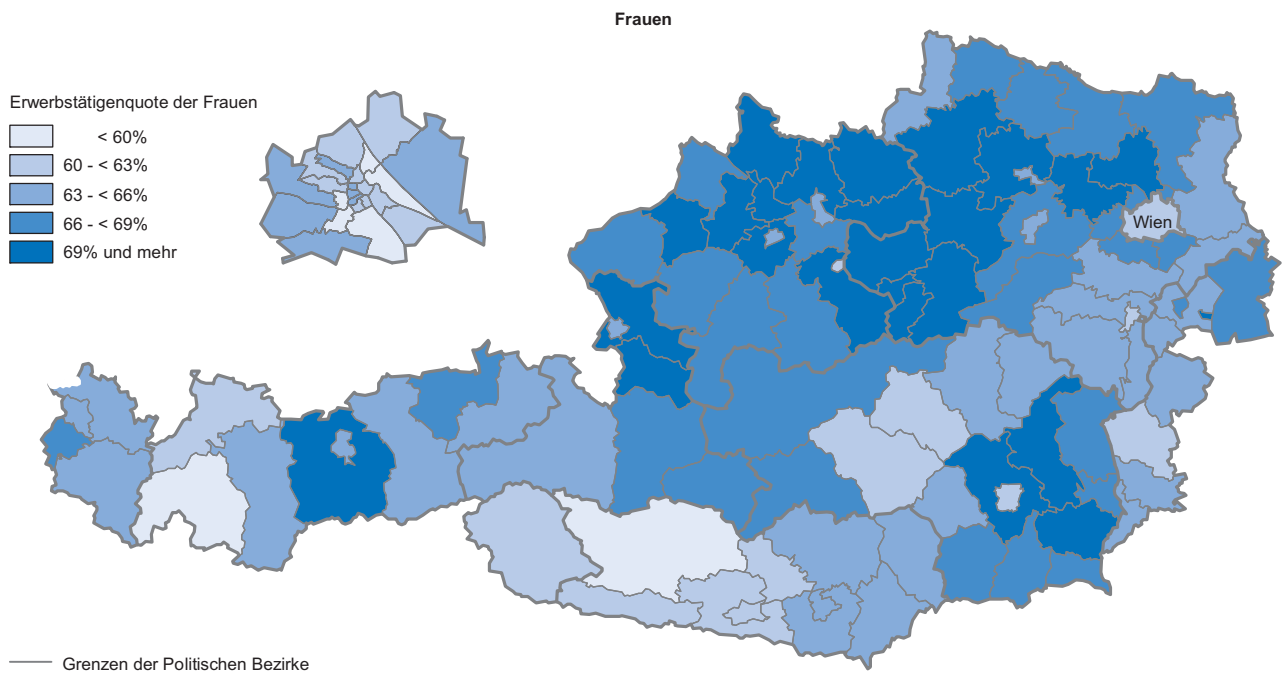 Frauen
Erwerbstätigenquote der Frauen
< 60%
60 - < 63%
63 - < 66%
66 - < 69%
69% und mehr
Wien
Grenzen der Politischen Bezirke